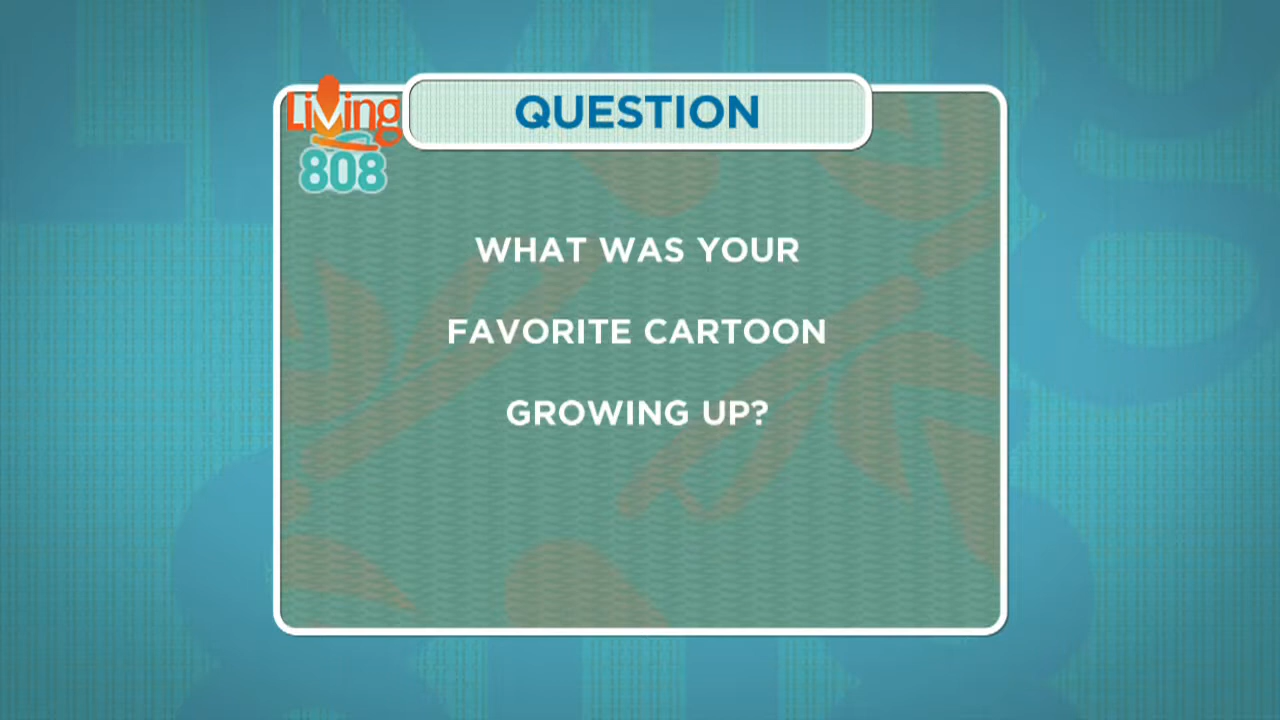 Living
808
QUESTION
WHAT WAS YOUR
FAVORITE CARTOON
GROWING UP?